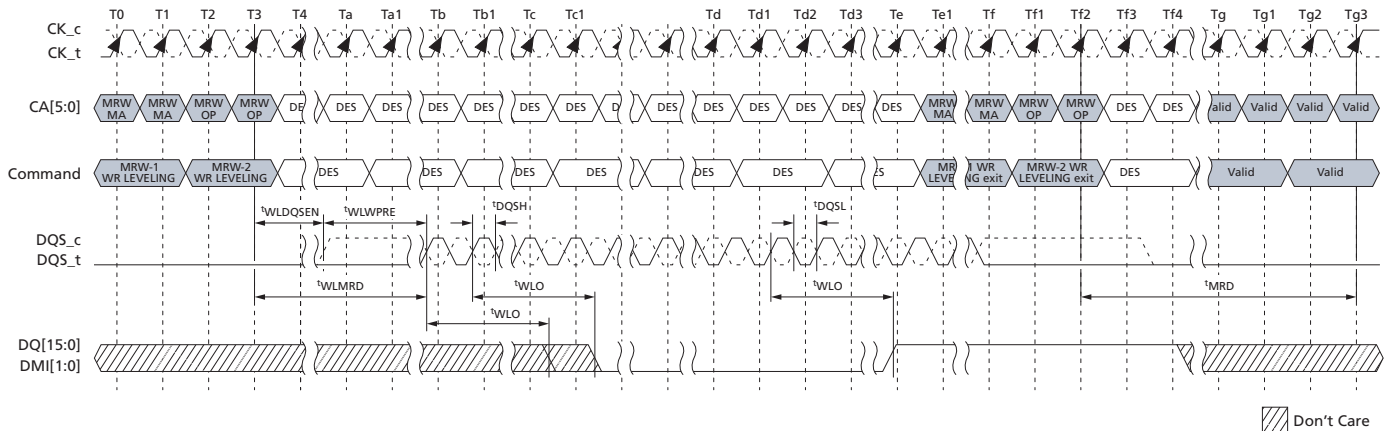 T0 T1 T2 T3 T4 Ta Ta1 Tb Tb1 Tc Tc1 Td Td1 Td2 Td3 Te Te1 Tf Tf1 Tf2 Tf3 Tf4 Tg Tg1 Tg2 Tg3
CK_c
CK_t
CA[5:0]
MRW MA
MRW MA
MRW OP
MRW OP
DES DES DES DES DES DES DES DES DES DES DES
MRW MA
MRW MA
MRW OP
MRW OP
DES DES
Valid Valid Valid
Command
MRW-1 WR LEVELING
MRW-2 WR LEVELING
DES DES DES DES DES DES DES
MRW-2 WR LEVELING exit
DES
Valid
Valid
tWLDQSEN tWLWPRE tDQSH tDQSL
DQS_c
DQS_t
tWLMRD tWLO tWLO tMRD
tWLO
DQ[15:0]
DMI[1:0]
Don't Care